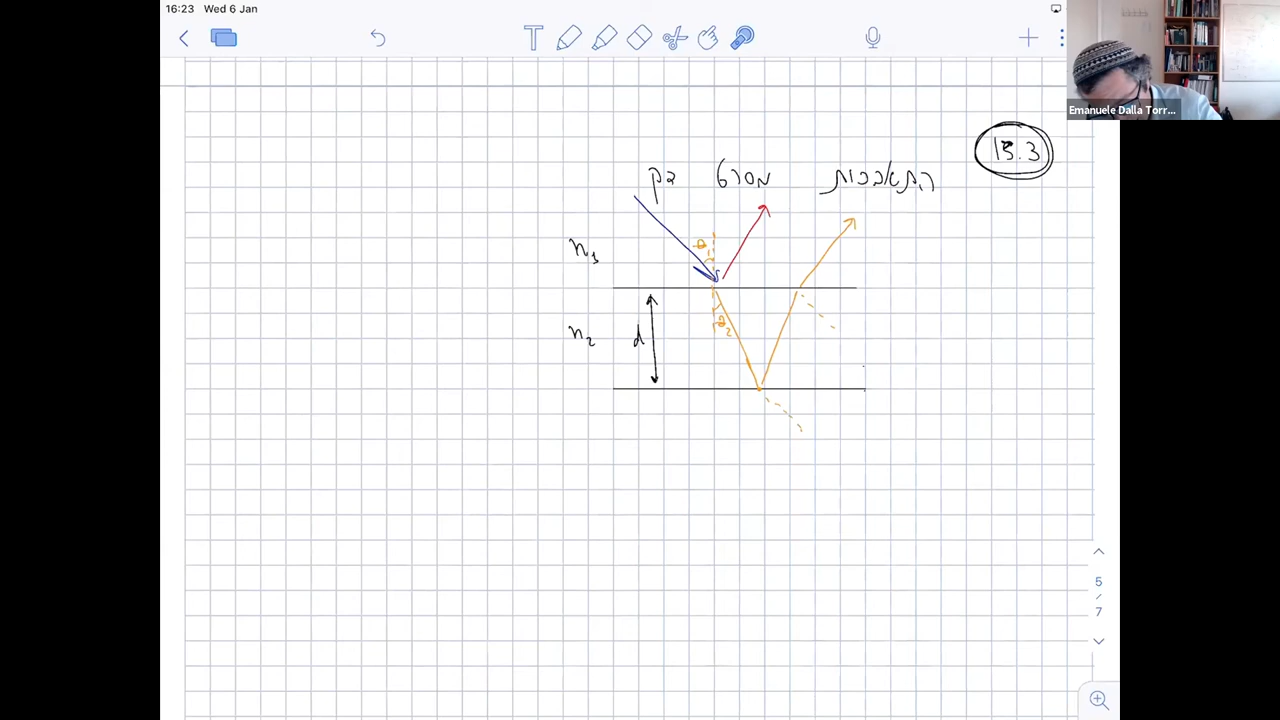 16:23 Wed 6 Jan
Emanuele Dalla Torr...
15.3
התאבכות מסרט דק
θ₁
n₁
n₂
d
θ₂
5
/
7